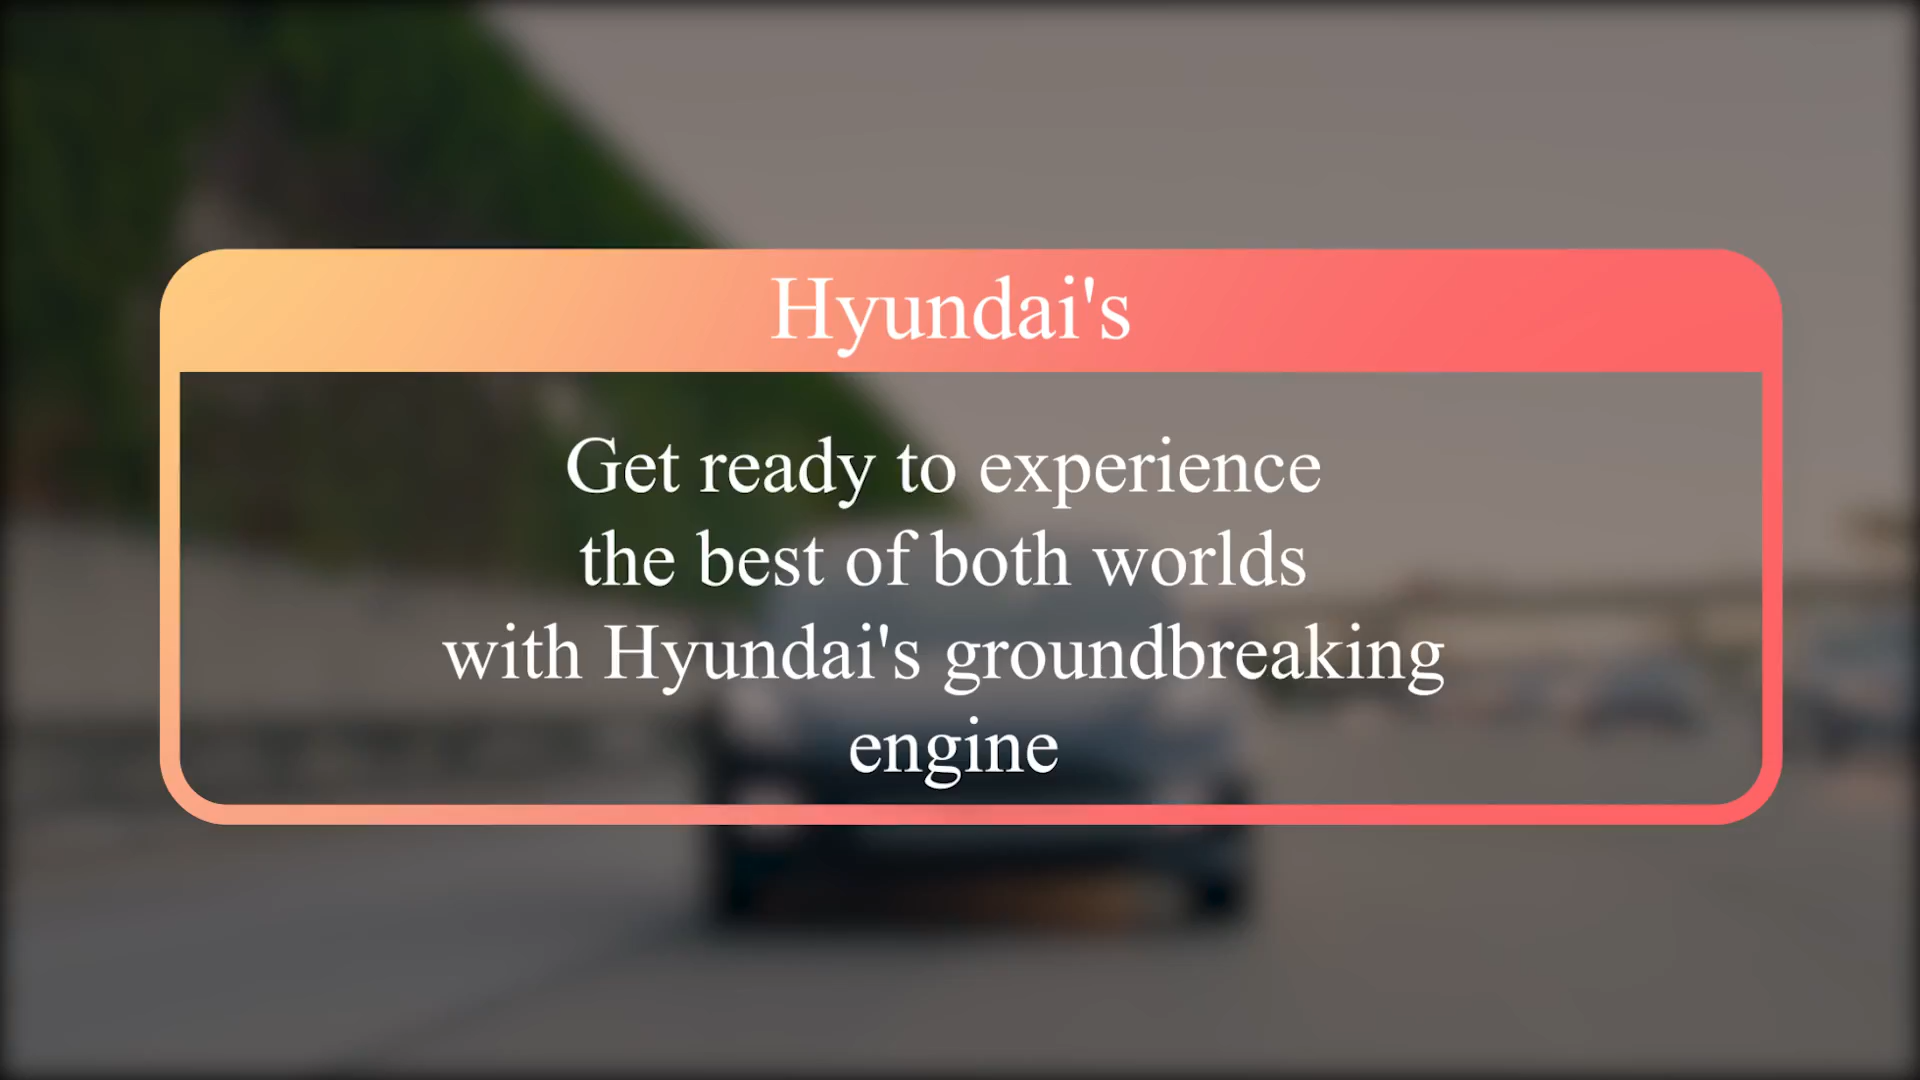 Hyundai's
Get ready to experience
the best of both worlds
with Hyundai's groundbreaking
engine